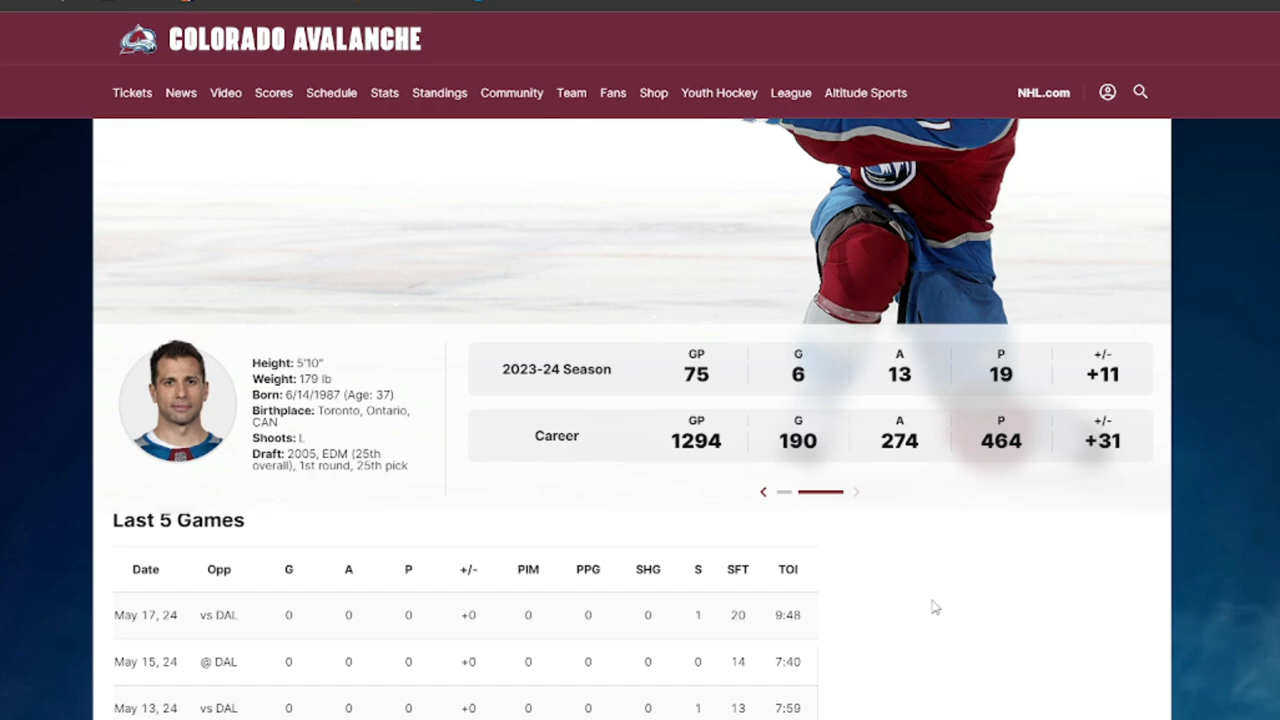 COLORADO AVALANCHE
Tickets News Video Scores Schedule Stats Standings Community Team Fans Shop Youth Hockey League Altitude Sports NHL.com
Height: 5'10"
Weight: 179 lb
Born: 6/14/1987 (Age: 37)
Birthplace: Toronto, Ontario,
CAN
Shoots: L
Draft: 2005, EDM (25th
overall), 1st round, 25th pick
GP G A P +/-
2023-24 Season 75 6 13 19 +11
GP G A P +/-
Career 1294 190 274 464 +31
Last 5 Games
Date Opp G A P +/- PIM PPG SHG S SFT TOI
May 17, 24 vs DAL 0 0 0 +0 0 0 0 1 20 9:48
May 15, 24 @ DAL 0 0 0 +0 0 0 0 0 14 7:40
May 13, 24 vs DAL 0 0 0 +0 0 0 0 1 13 7:59